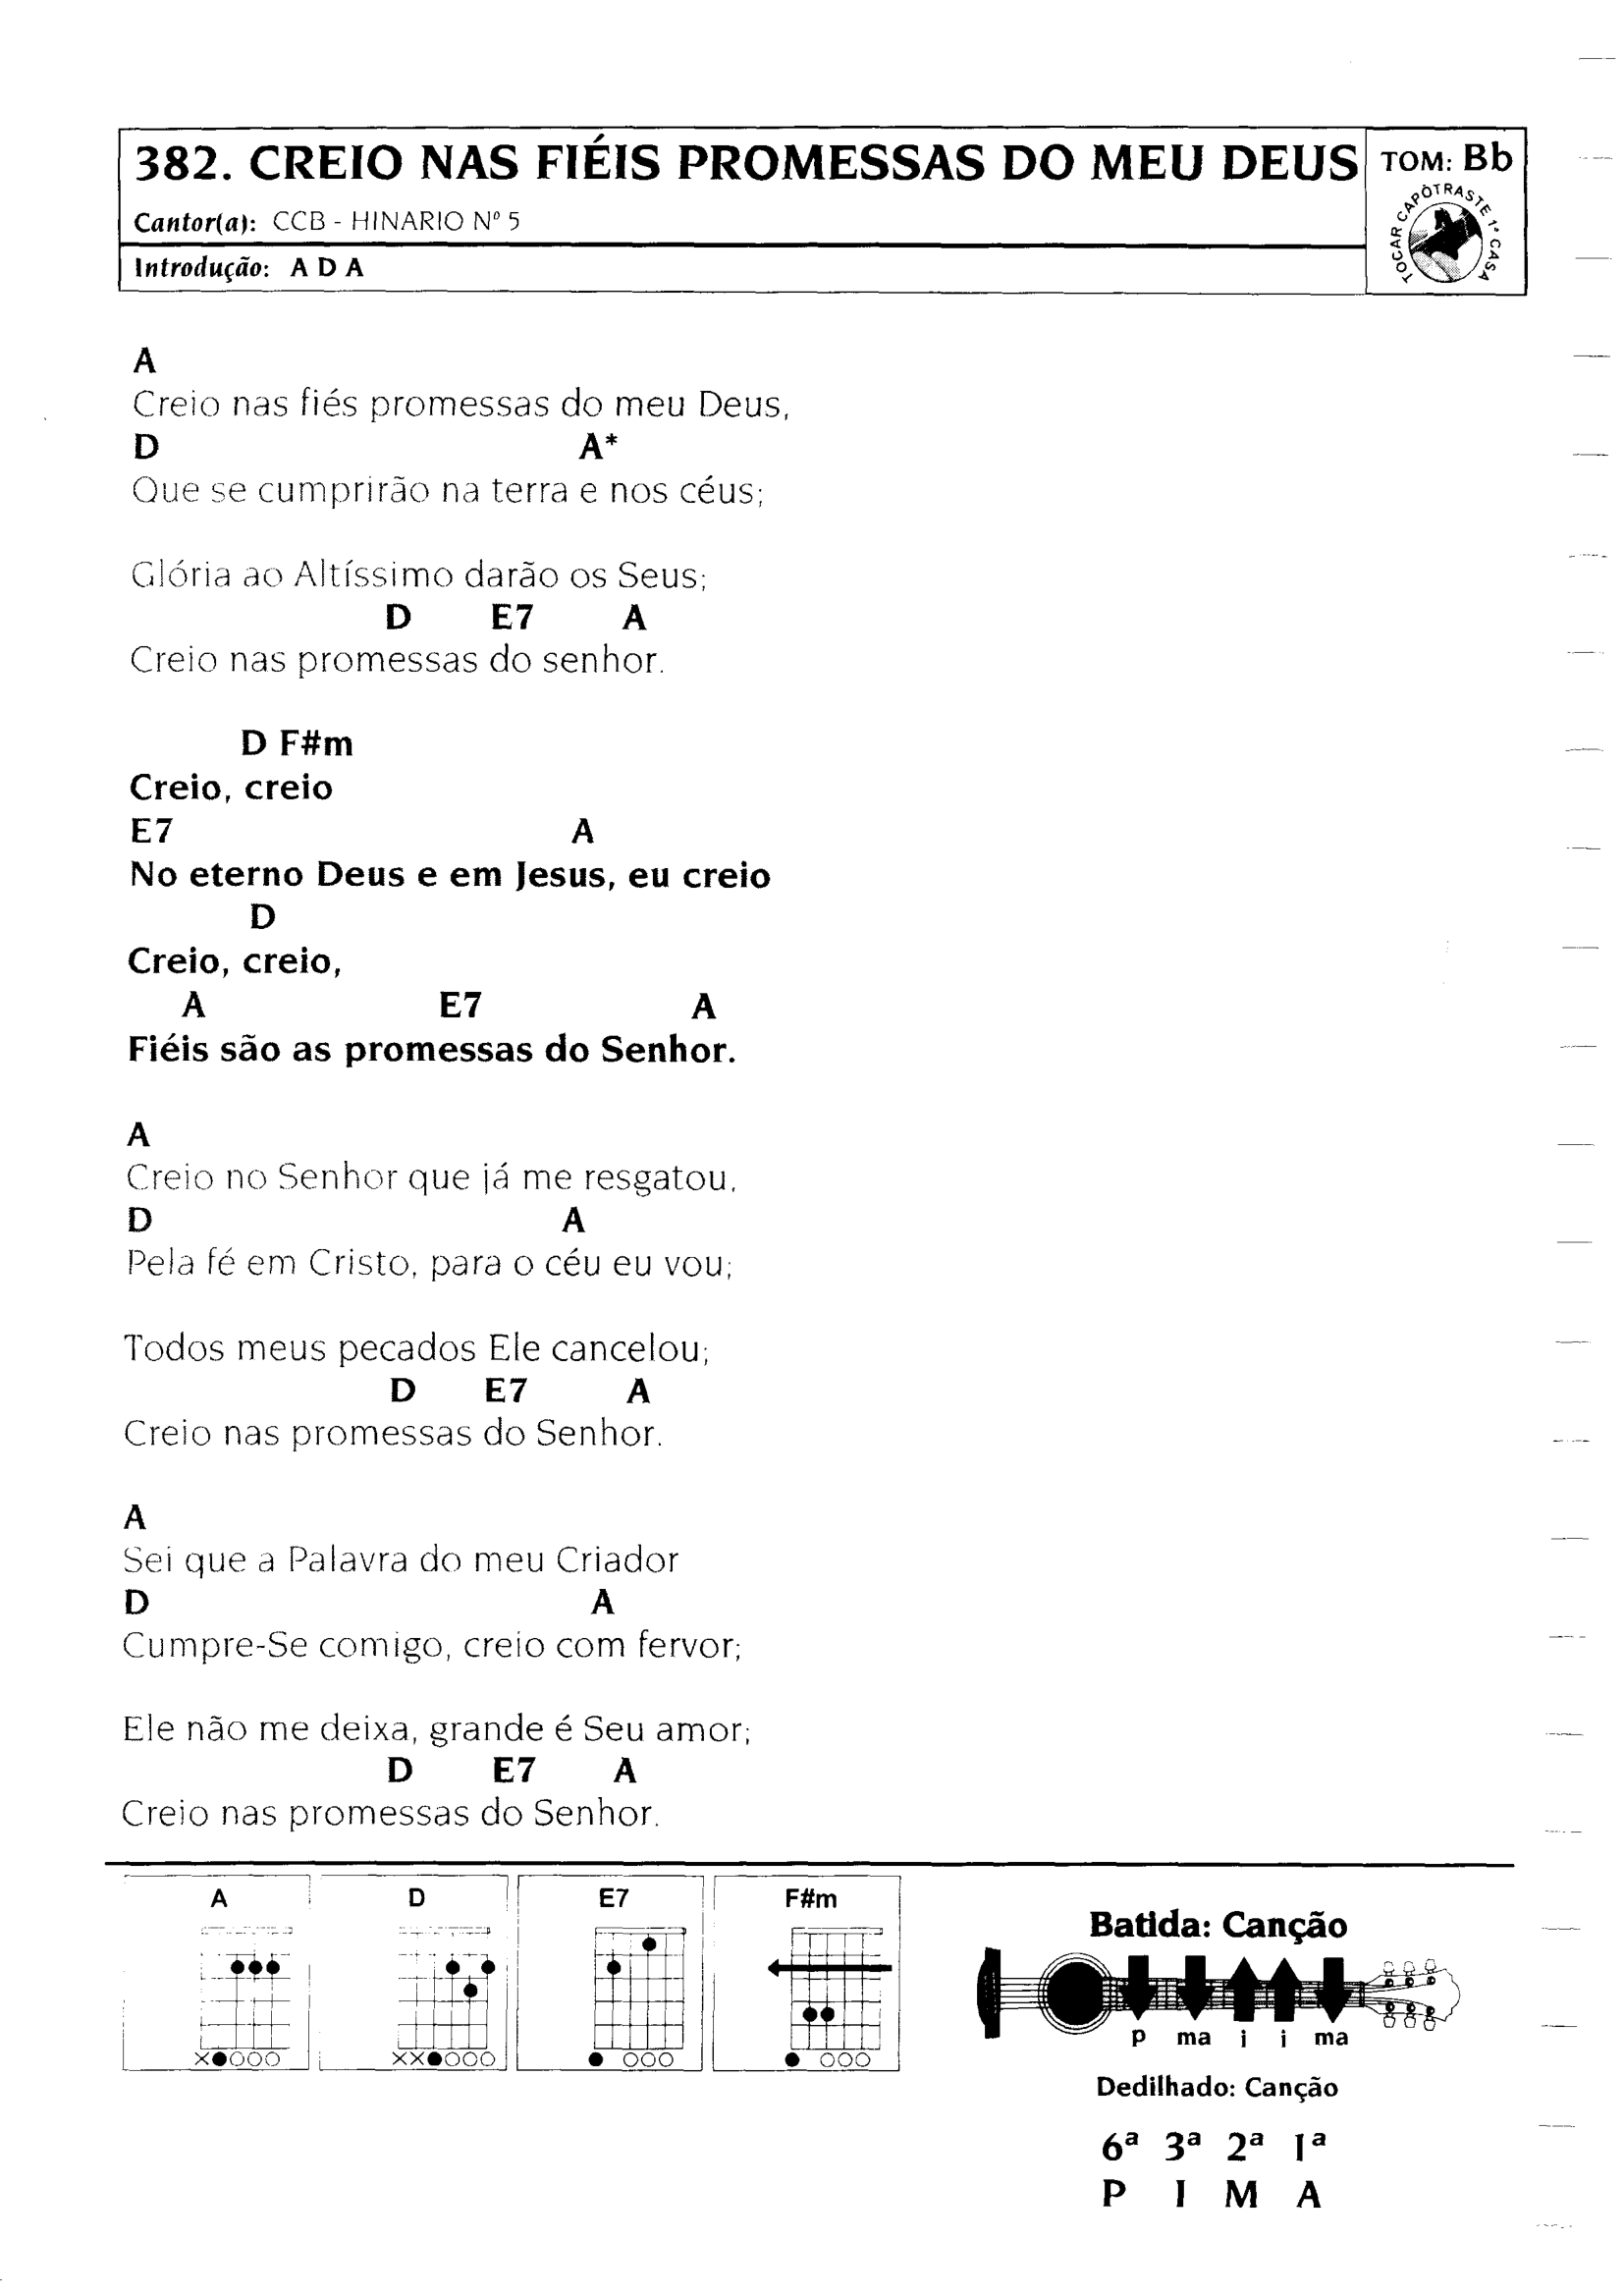 382. CREIO NAS FIÉIS PROMESSAS DO MEU DEUS
TOM: Bb
Cantor(a): CCB - HINARIO Nº 5
TOCAR CAPÔTRASTE 1ª CASA
Introdução: A D A
A
Creio nas fiés promessas do meu Deus,
D A*
Que se cumprirão na terra e nos céus;
Glória ao Altíssimo darão os Seus;
D E7 A
Creio nas promessas do senhor.
D F#m
Creio, creio
E7 A
No eterno Deus e em Jesus, eu creio
D
Creio, creio,
A E7 A
Fiéis são as promessas do Senhor.
A
Creio no Senhor que já me resgatou,
D A
Pela fé em Cristo, para o céu eu vou;
Todos meus pecados Ele cancelou;
D E7 A
Creio nas promessas do Senhor.
A
Sei que a Palavra do meu Criador
D A
Cumpre-Se comigo, creio com fervor;
Ele não me deixa, grande é Seu amor;
D E7 A
Creio nas promessas do Senhor.
A D E7 F#m
Batida: Canção
p ma i i ma
Dedilhado: Canção
6ª 3ª 2ª 1ª
P I M A